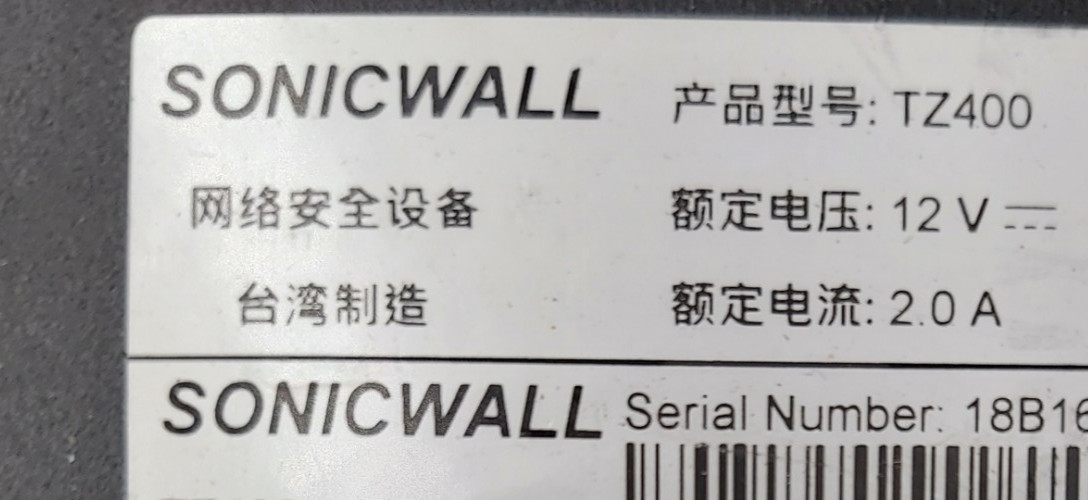 SONICWALL 产品型号: TZ400
网络安全设备 额定电压: 12 V
台湾制造 额定电流: 2.0 A
SONICWALL Serial Number: 18B16